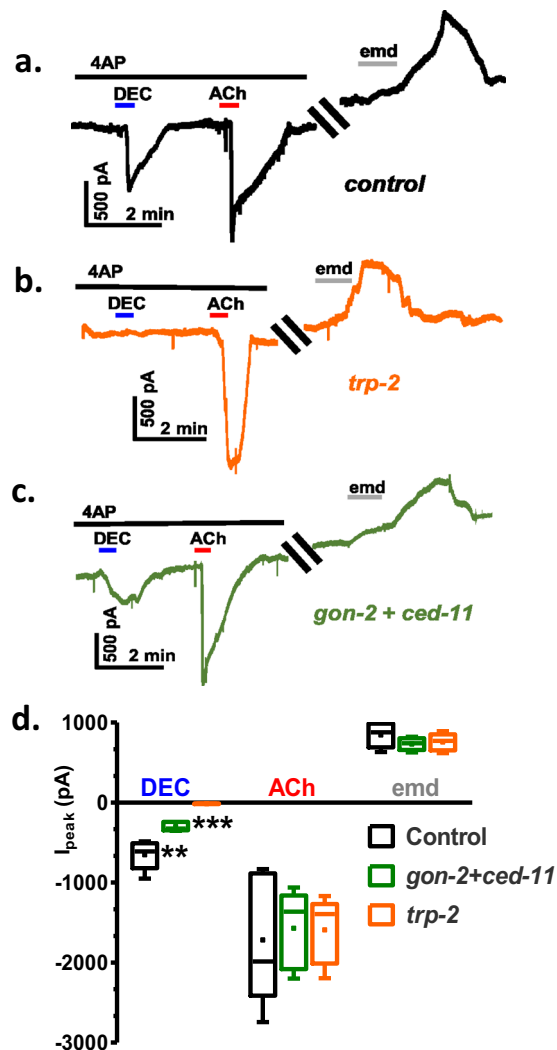 a.
4AP
DEC
ACh
emd
500 pA
2 min
control
b.
4AP
DEC
ACh
emd
500 pA
2 min
trp-2
c.
4AP
DEC
ACh
emd
500 pA
2 min
gon-2 + ced-11
d.
I peak (pA)
1000
0
-1000
-2000
-3000
DEC
ACh
emd
**
***
Control
gon-2+ced-11
trp-2